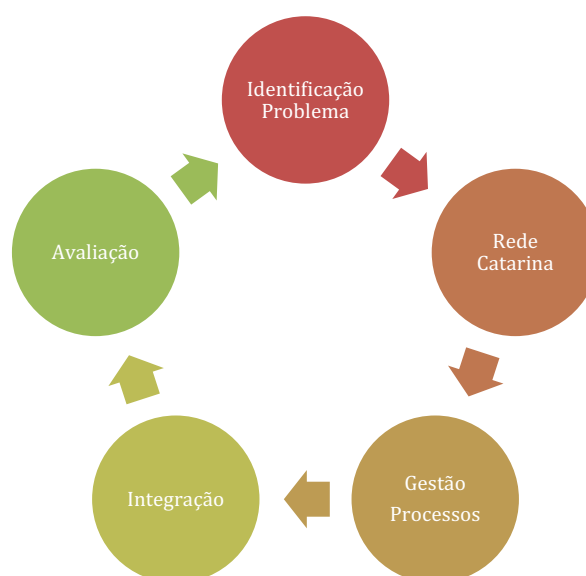 Identificação
Problema
Rede
Catarina
Gestão
Processos
Integração
Avaliação